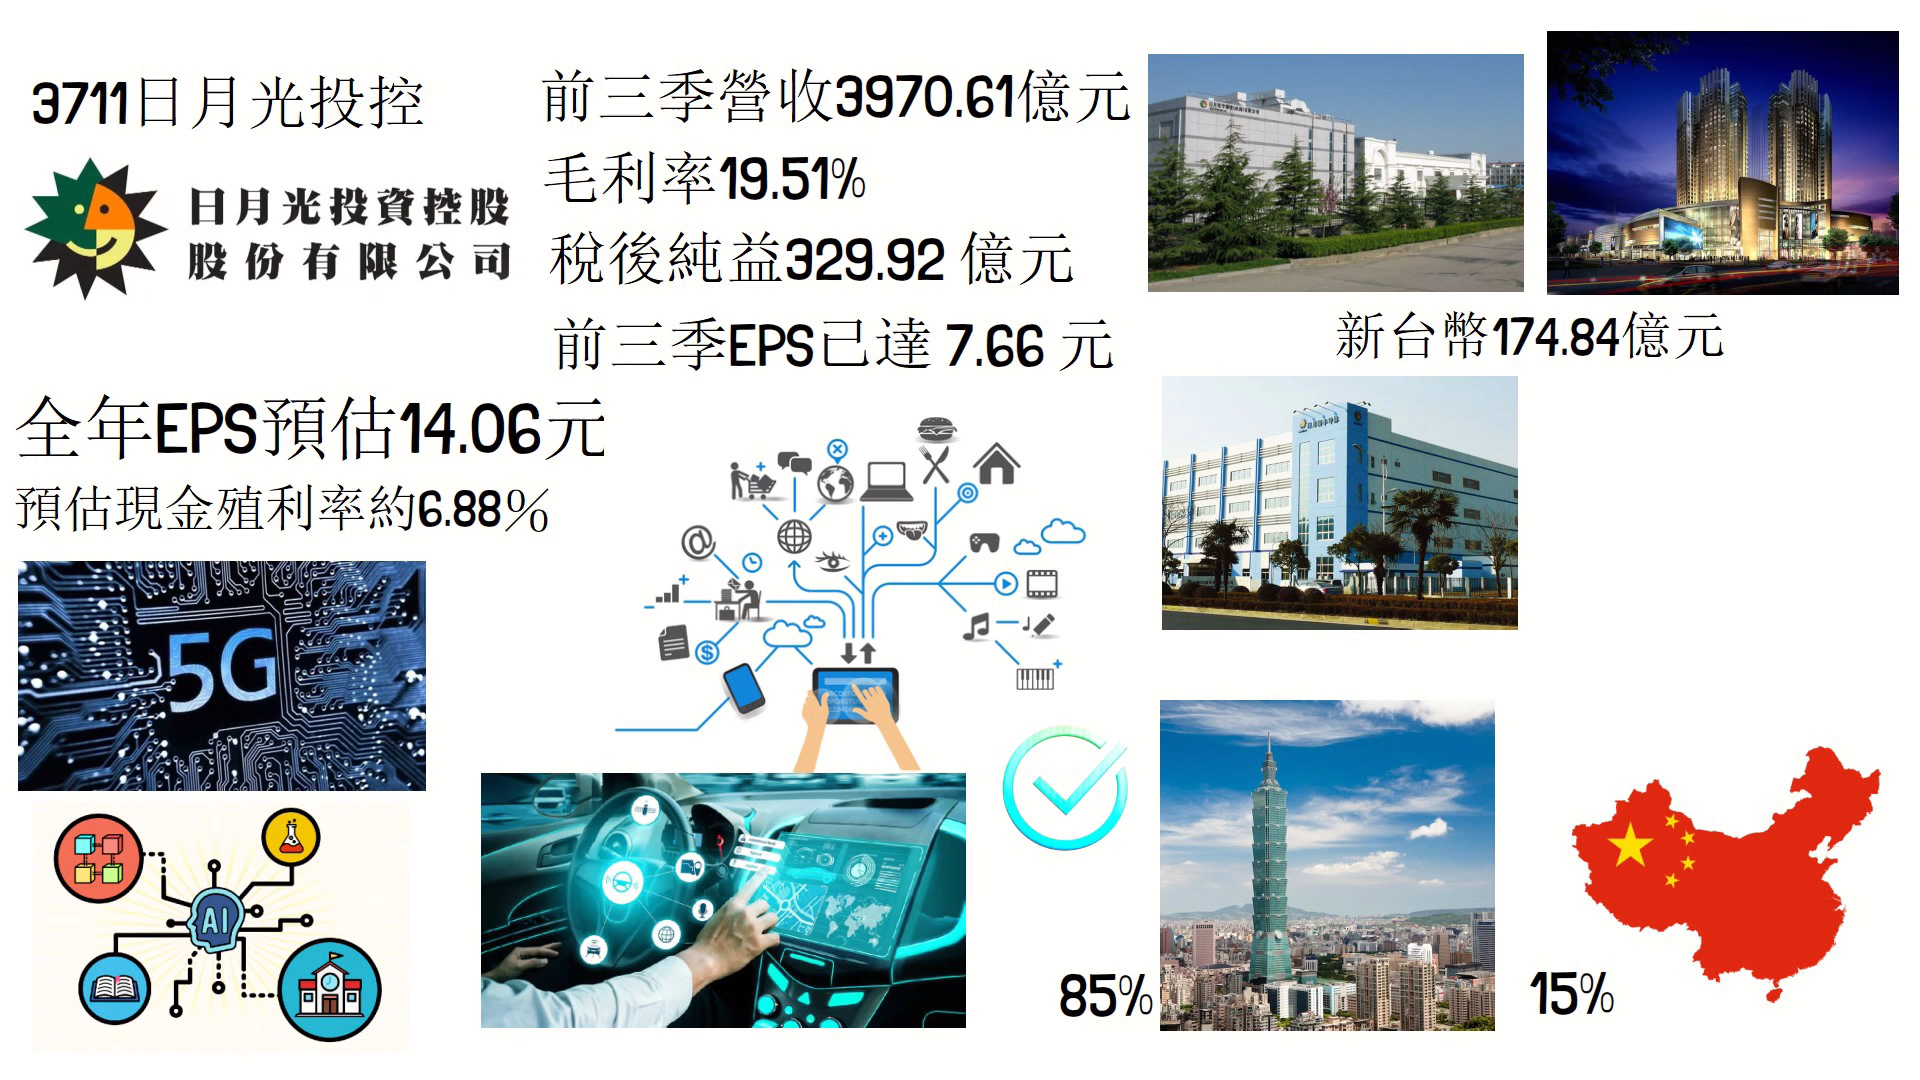 3711日月光投控
日月光投資控股
股份有限公司
前三季營收3970.61億元
毛利率19.51%
稅後純益329.92 億元
前三季EPS已達 7.66 元
新台幣174.84億元
全年EPS預估14.06元
預估現金殖利率約6.88%
5G
AI
85%
15%